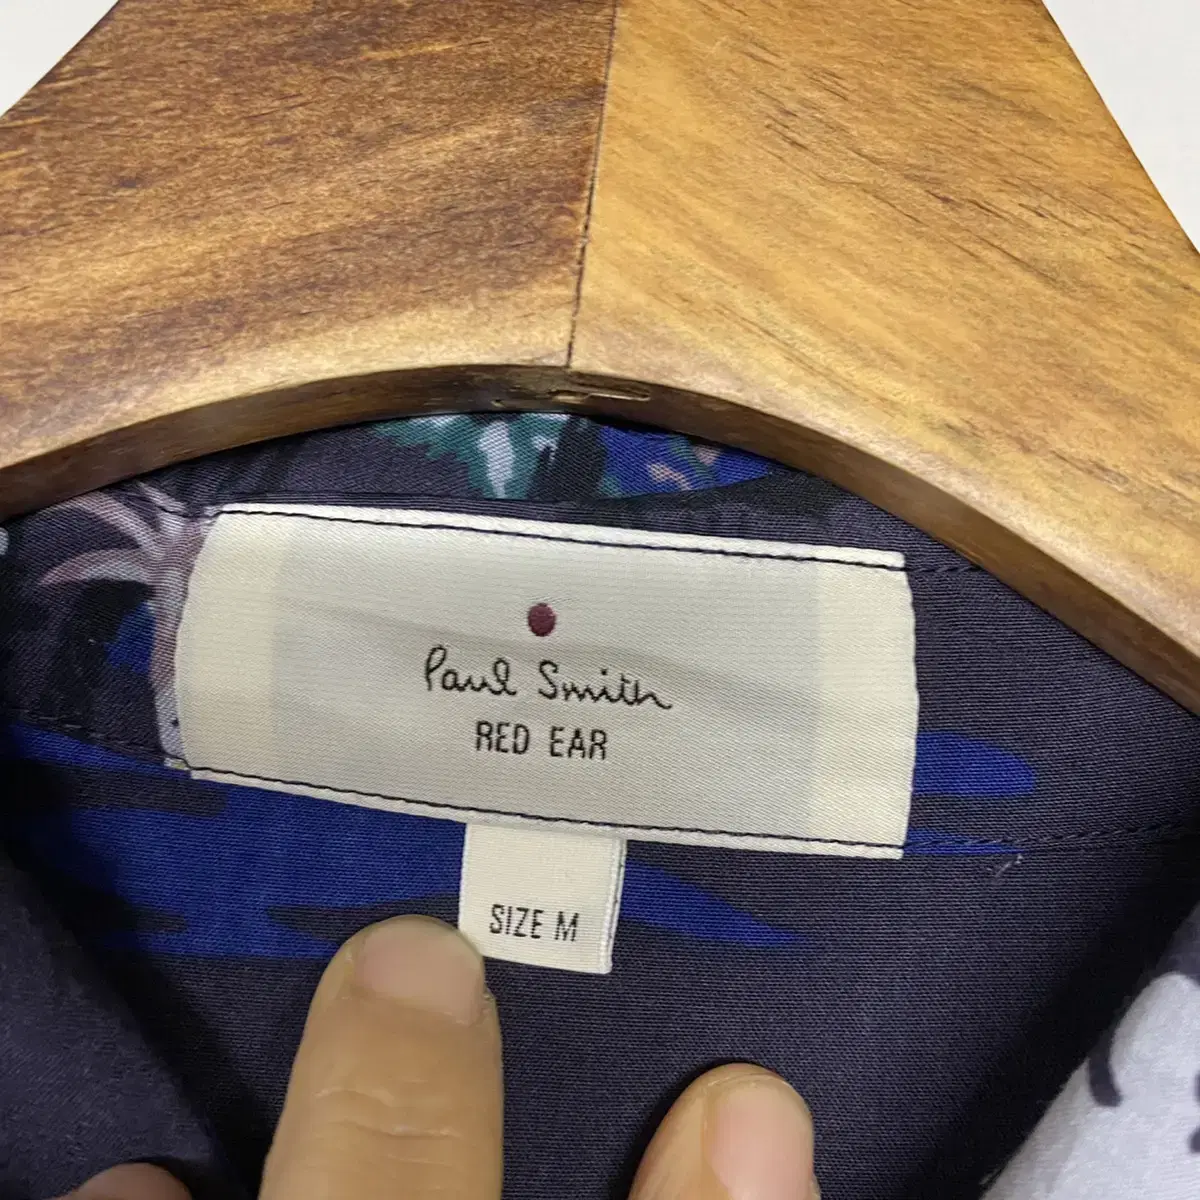 Paul Smith
RED EAR
SIZE M